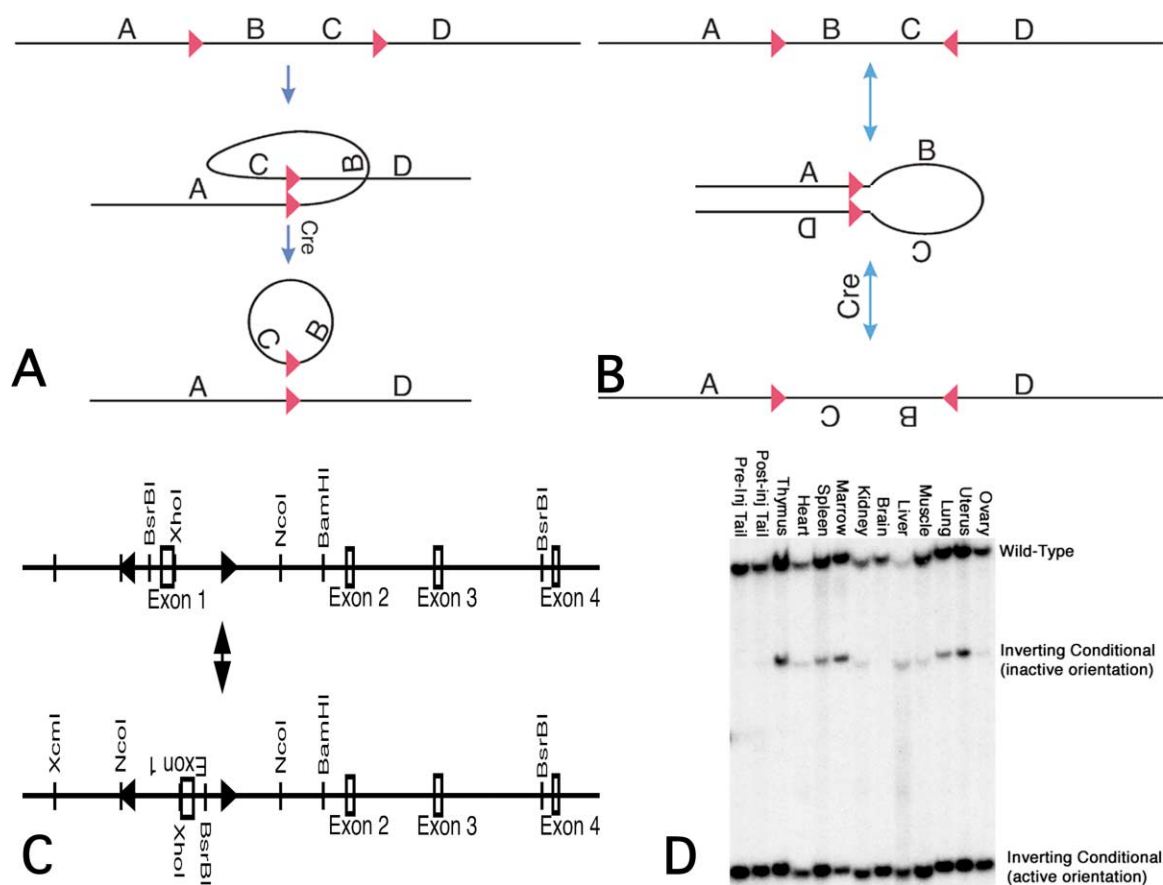 A B C D
C B D
A
Cre
C B
A D
A
A B C D
A B
D C
Cre
A C B D
B
BsrBI XhoI NcoI BamHI BsrBI
Exon 1 Exon 2 Exon 3 Exon 4
XcmI NcoI Exon 1 NcoI BamHI BsrBI
XhoI BsrBI Exon 2 Exon 3 Exon 4
C
Pre-Inj Tail
Post-inj Tail
Thymus
Heart
Spleen
Marrow
Kidney
Brain
Liver
Muscle
Lung
Uterus
Ovary
Wild-Type
Inverting Conditional
(inactive orientation)
Inverting Conditional
(active orientation)
D